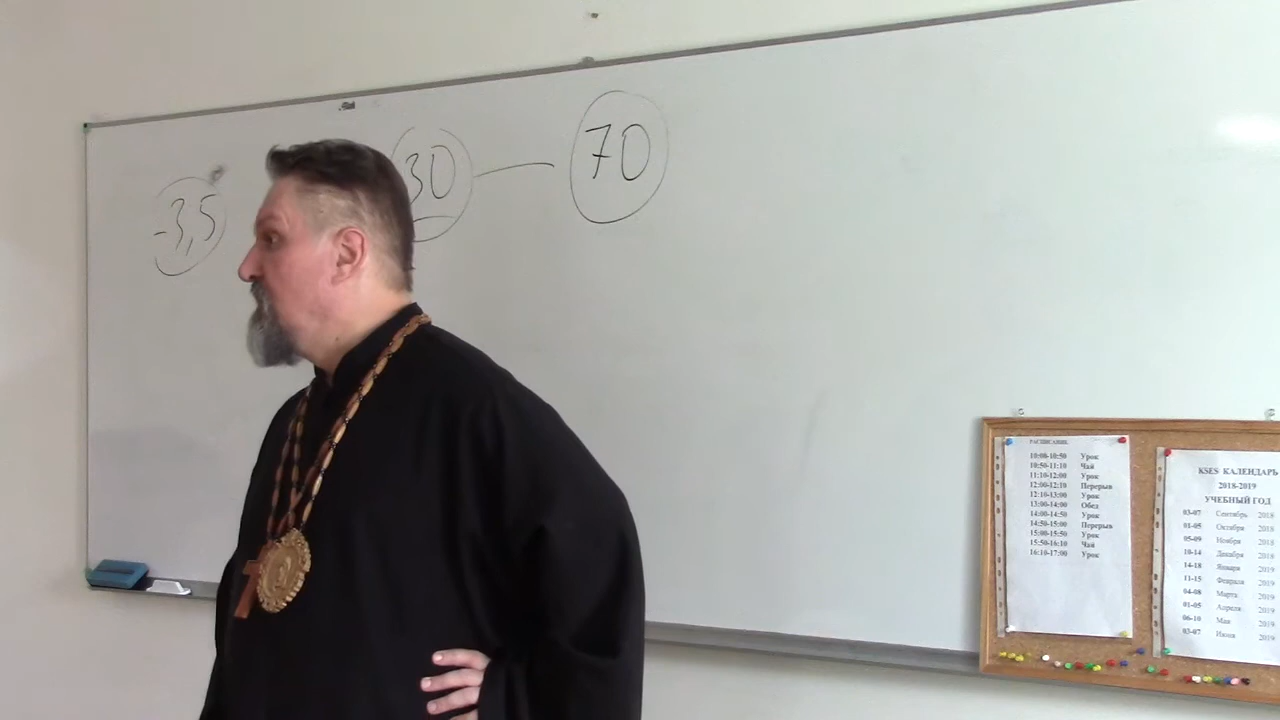 -3,5
30 — 70
РАСПИСАНИЕ
10:00-10:50 Урок
10:50-11:10 Чай
11:10-12:00 Урок
12:00-12:10 Перерыв
12:10-13:00 Урок
13:00-14:00 Обед
14:00-14:50 Урок
14:50-15:00 Перерыв
15:00-15:50 Урок
15:50-16:10 Чай
16:10-17:00 Урок
KSES КАЛЕНДАРЬ
2018-2019
УЧЕБНЫЙ ГОД
03-07 Сентябрь 2018
01-05 Октября 2018
05-09 Ноября 2018
10-14 Декабря 2018
14-18 Января 2019
11-15 Февраля 2019
04-08 Марта 2019
01-05 Апреля 2019
06-10 Мая 2019
03-07 Июня 2019